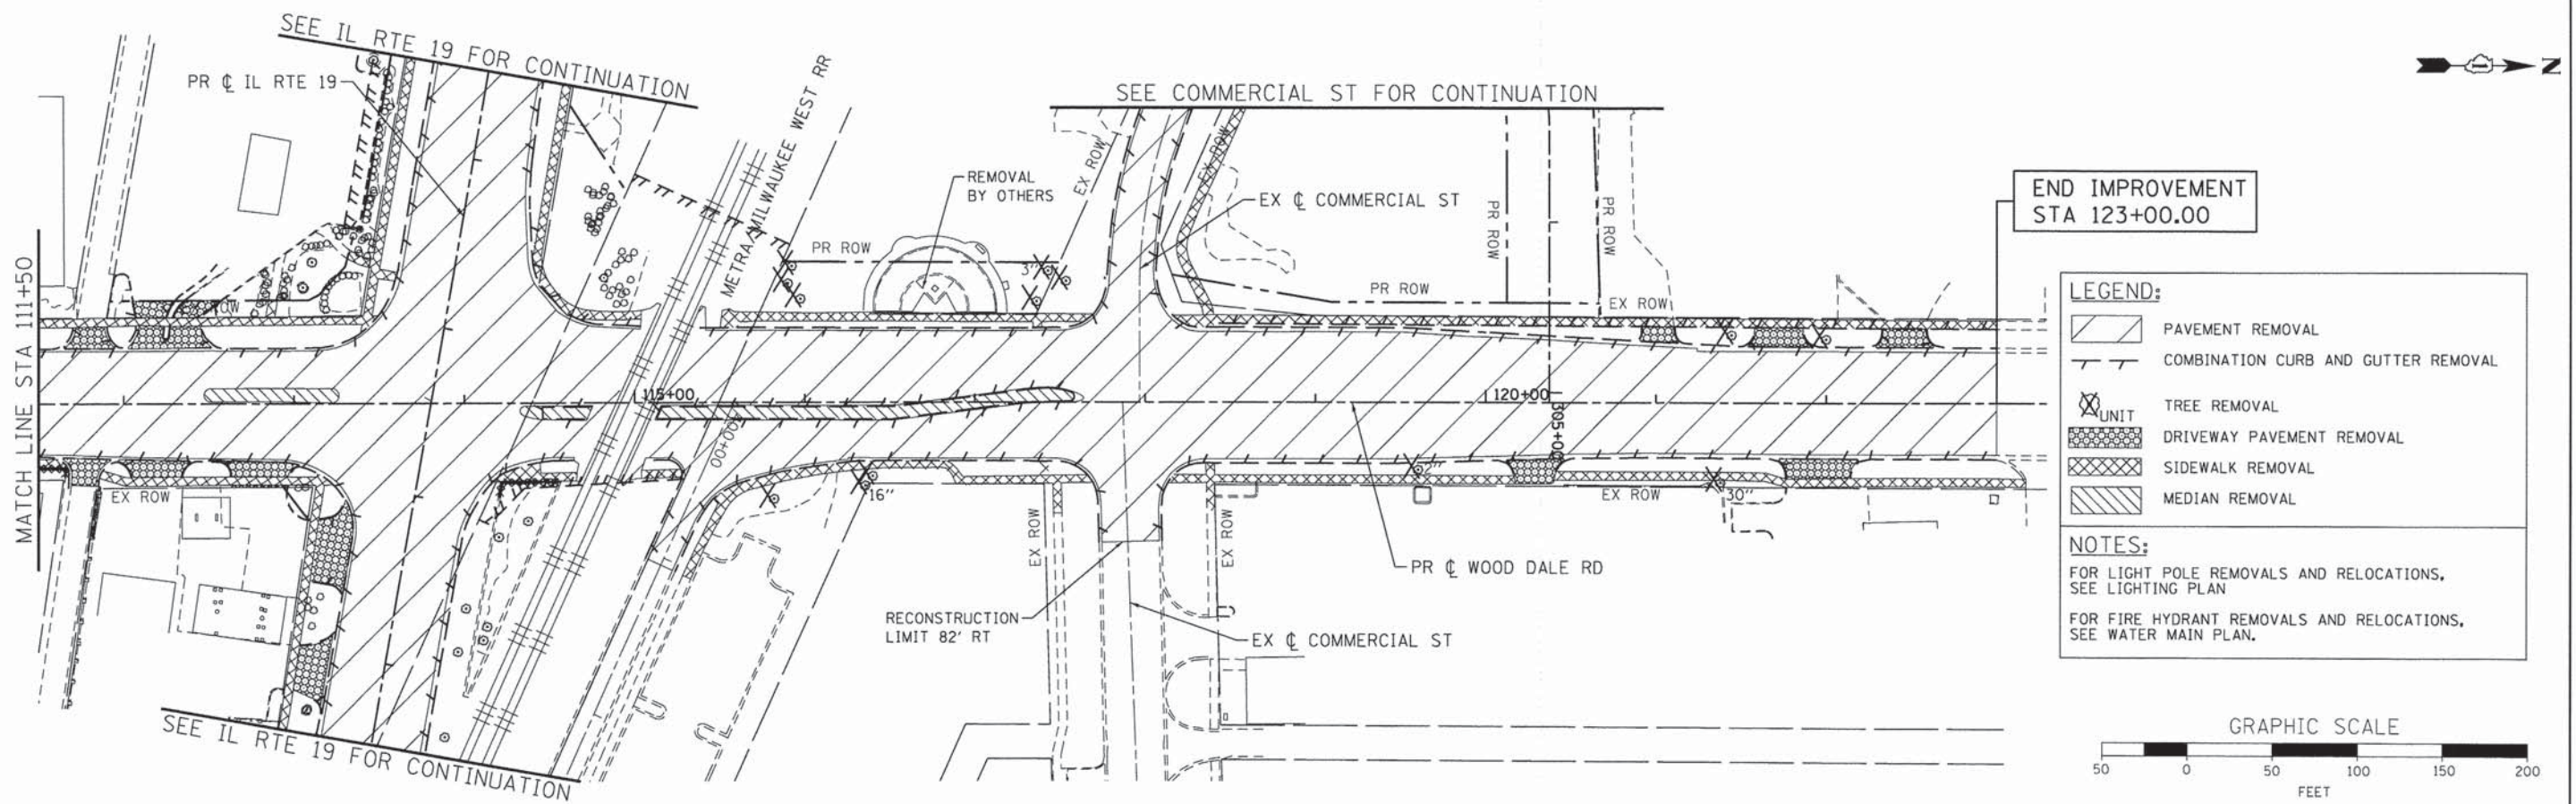 SEE IL RTE 19 FOR CONTINUATION
PR ℄ IL RTE 19
METRA/MILWAUKEE WEST RR
SEE COMMERCIAL ST FOR CONTINUATION
N
REMOVAL
BY OTHERS
EX ROW
EX ROW
EX ℄ COMMERCIAL ST
PR ROW
PR ROW
END IMPROVEMENT
STA 123+00.00
PR ROW
3"
PR ROW
EX ROW
ROW
MATCH LINE STA 111+50
115+00
120+00
305+00
EX ROW
16"
EX ROW
30"
EX ROW
EX ROW
PR ℄ WOOD DALE RD
RECONSTRUCTION
LIMIT 82' RT
EX ℄ COMMERCIAL ST
SEE IL RTE 19 FOR CONTINUATION
LEGEND:
PAVEMENT REMOVAL
COMBINATION CURB AND GUTTER REMOVAL
UNIT
TREE REMOVAL
DRIVEWAY PAVEMENT REMOVAL
SIDEWALK REMOVAL
MEDIAN REMOVAL
NOTES:
FOR LIGHT POLE REMOVALS AND RELOCATIONS,
SEE LIGHTING PLAN
FOR FIRE HYDRANT REMOVALS AND RELOCATIONS,
SEE WATER MAIN PLAN.
GRAPHIC SCALE
50 0 50 100 150 200
FEET